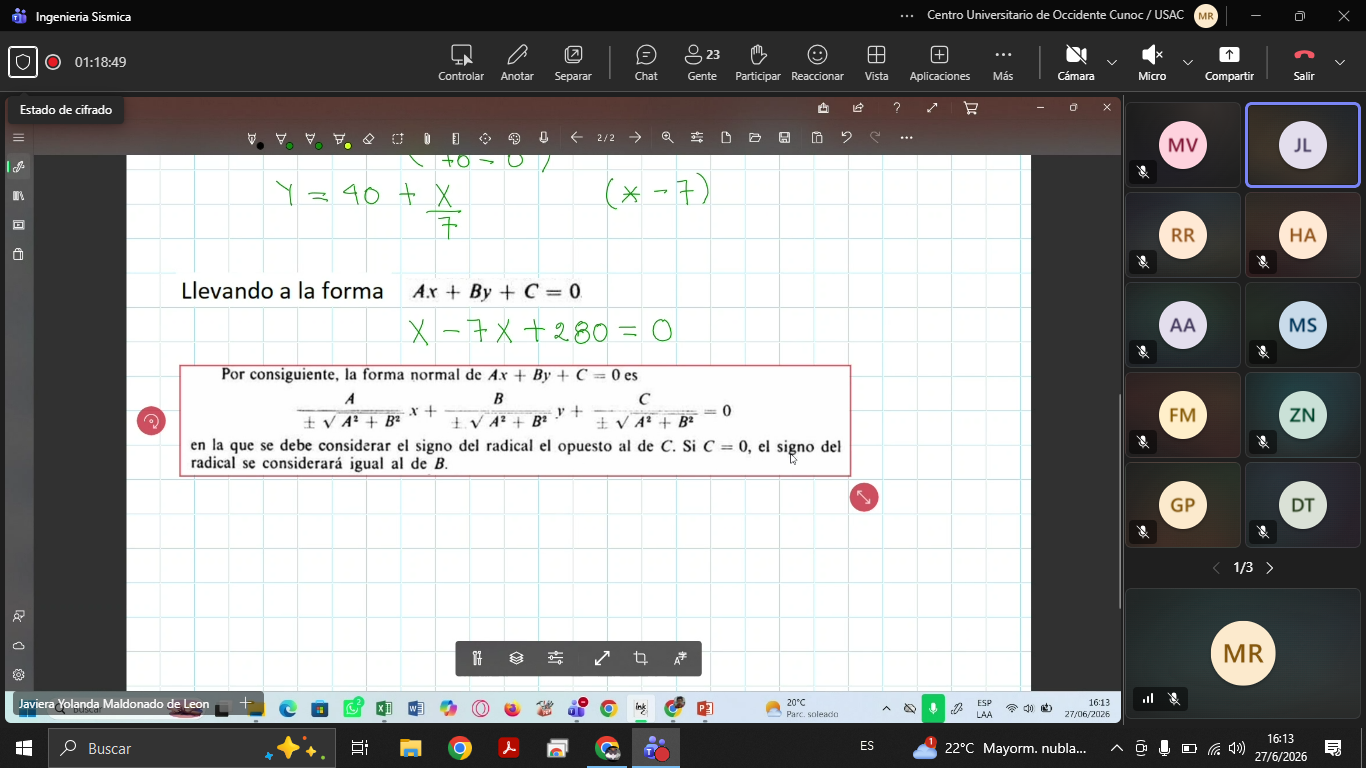 Ingenieria Sismica
Centro Universitario de Occidente Cunoc / USAC
MR
01:18:49
Controlar
Anotar
Separar
Chat
23
Gente
Participar
Reaccionar
Vista
Aplicaciones
Más
Cámara
Micro
Compartir
Salir
Estado de cifrado
2/2
Y = 40 + X/7
(x - 7)
Llevando a la forma Ax + By + C = 0
X - 7X + 280 = 0
Por consiguiente, la forma normal de Ax + By + C = 0 es
A/(± √A² + B²) x + B/(± √A² + B²) y + C/(± √A² + B²) = 0
en la que se debe considerar el signo del radical el opuesto al de C. Si C = 0, el signo del
radical se considerará igual al de B.
MV
JL
RR
HA
AA
MS
FM
ZN
GP
DT
1/3
MR
Javiera Yolanda Maldonado de Leon
20°C
Parc. soleado
ESP
LAA
16:13
27/06/2026
Buscar
ES
22°C Mayorm. nubla...
16:13
27/6/2026